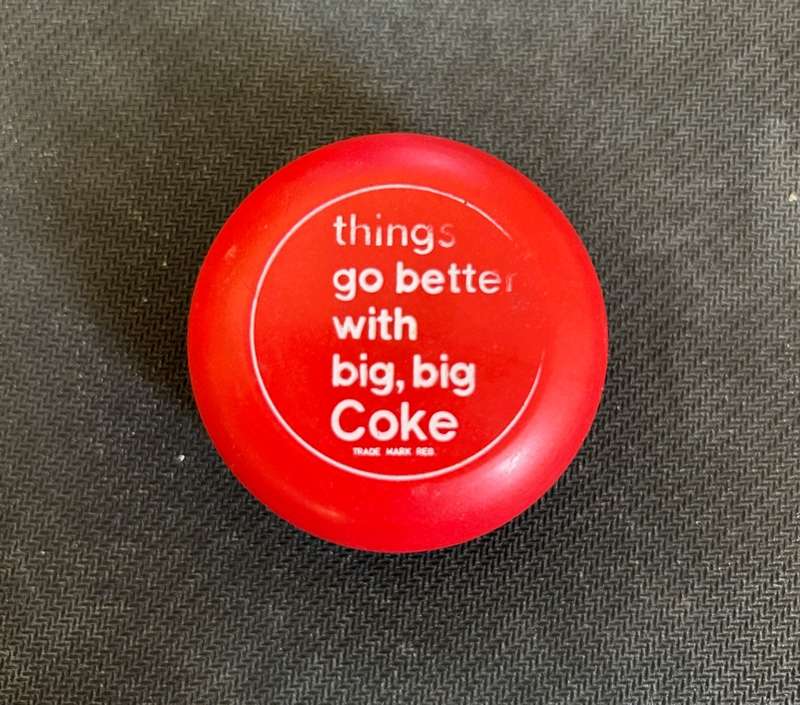 things
go better
with
big, big
Coke
TRADE MARK REG.